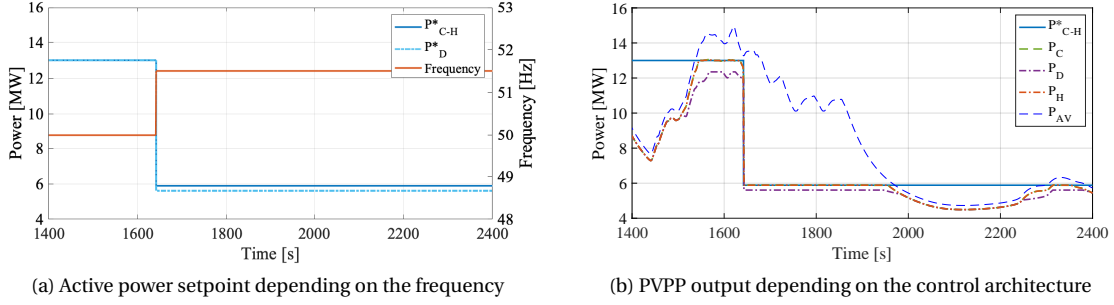 16
14
12
10
8
6
4
Power [MW]
53
52
51
50
49
48
Frequency [Hz]
P*C-H
P*D
Frequency
1400 1600 1800 2000 2200 2400
Time [s]
(a) Active power setpoint depending on the frequency
16
14
12
10
8
6
4
Power [MW]
P*C-H
PC
PD
PH
PAV
1400 1600 1800 2000 2200 2400
Time [s]
(b) PVPP output depending on the control architecture